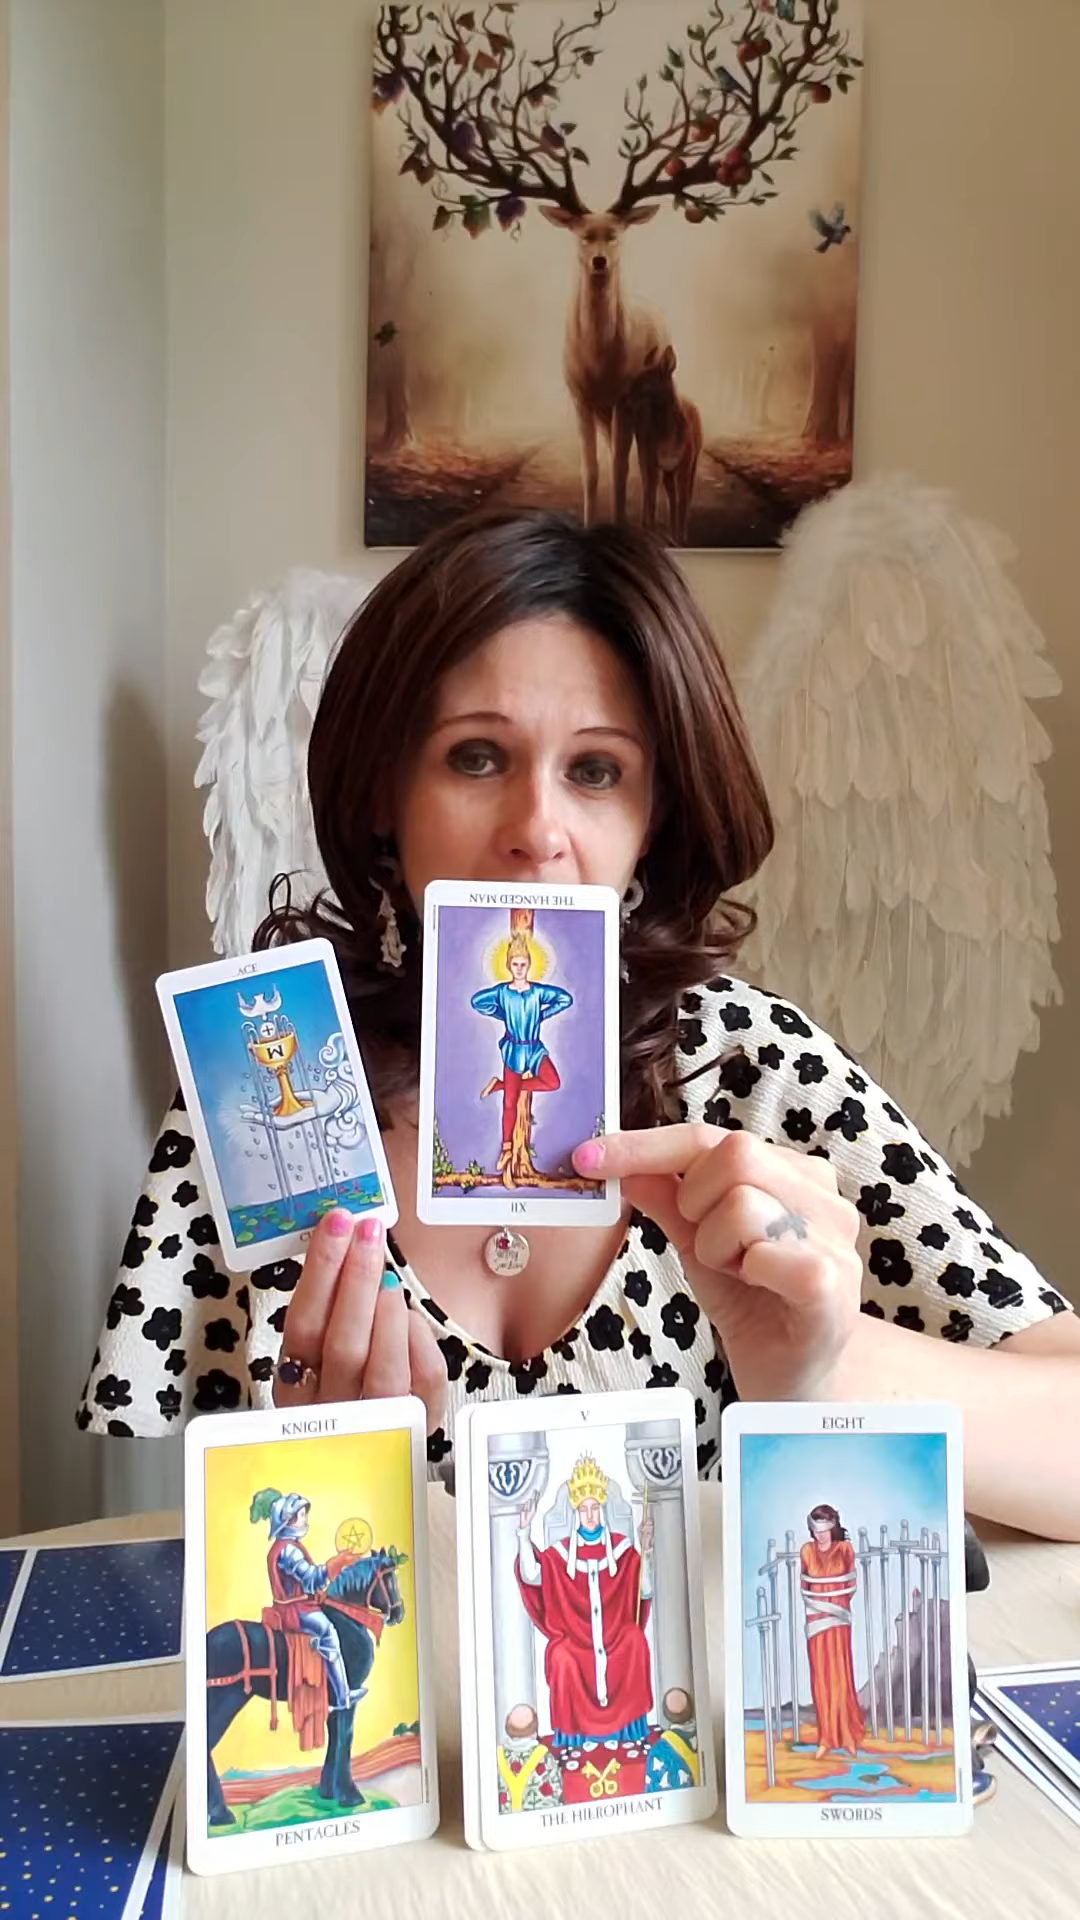 THE HANGED MAN
XII
ACE
M
KNIGHT
PENTACLES
V
THE HIEROPHANT
EIGHT
SWORDS